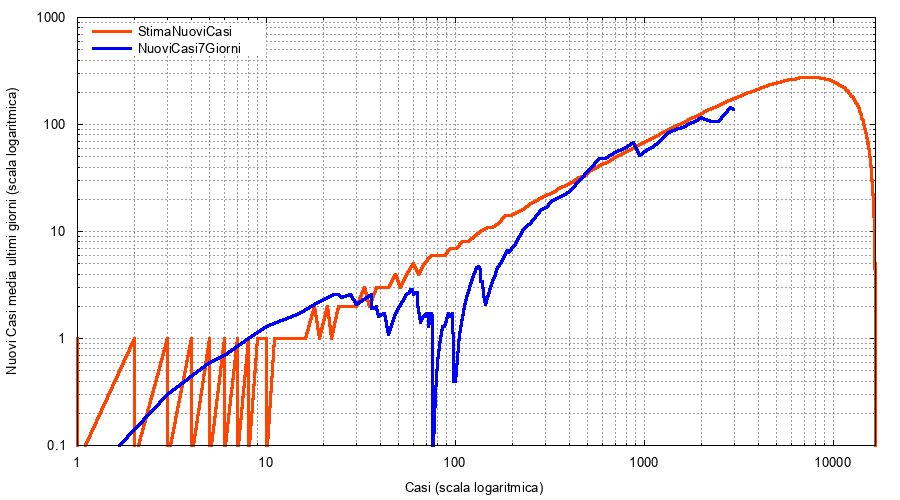 1000
StimaNuoviCasi
NuoviCasi7Giorni
100
10
1
0.1
Nuovi Casi media ultimi giorni (scala logaritmica)
1 10 100 1000 10000
Casi (scala logaritmica)